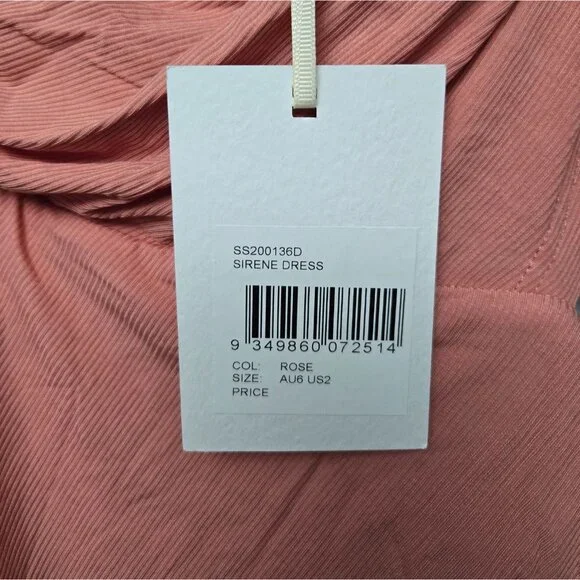 SS200136D
SIRENE DRESS
9 349860 072514
COL: ROSE
SIZE: AU6 US2
PRICE